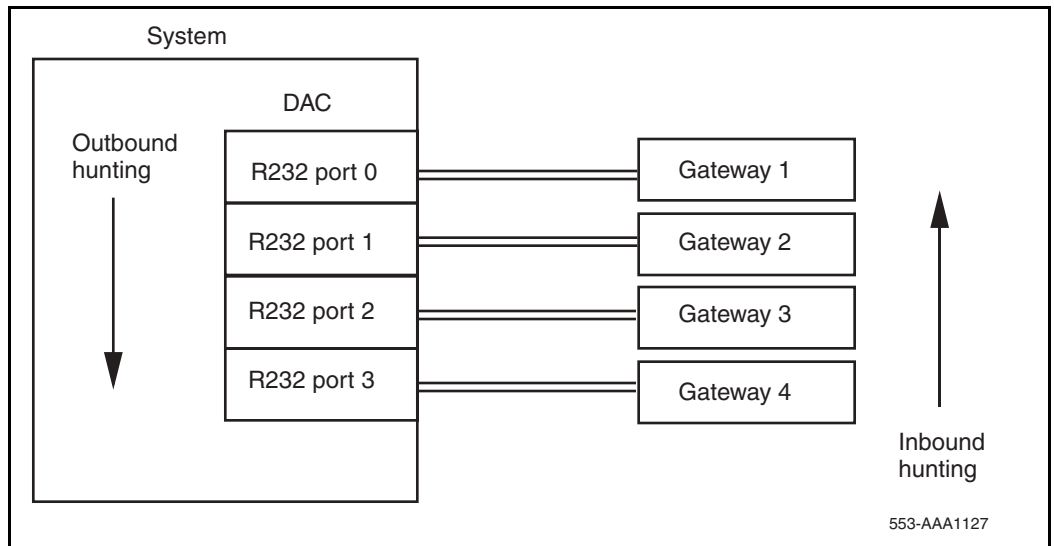 System
DAC
Outbound
hunting
R232 port 0
Gateway 1
R232 port 1
Gateway 2
R232 port 2
Gateway 3
R232 port 3
Gateway 4
Inbound
hunting
553-AAA1127